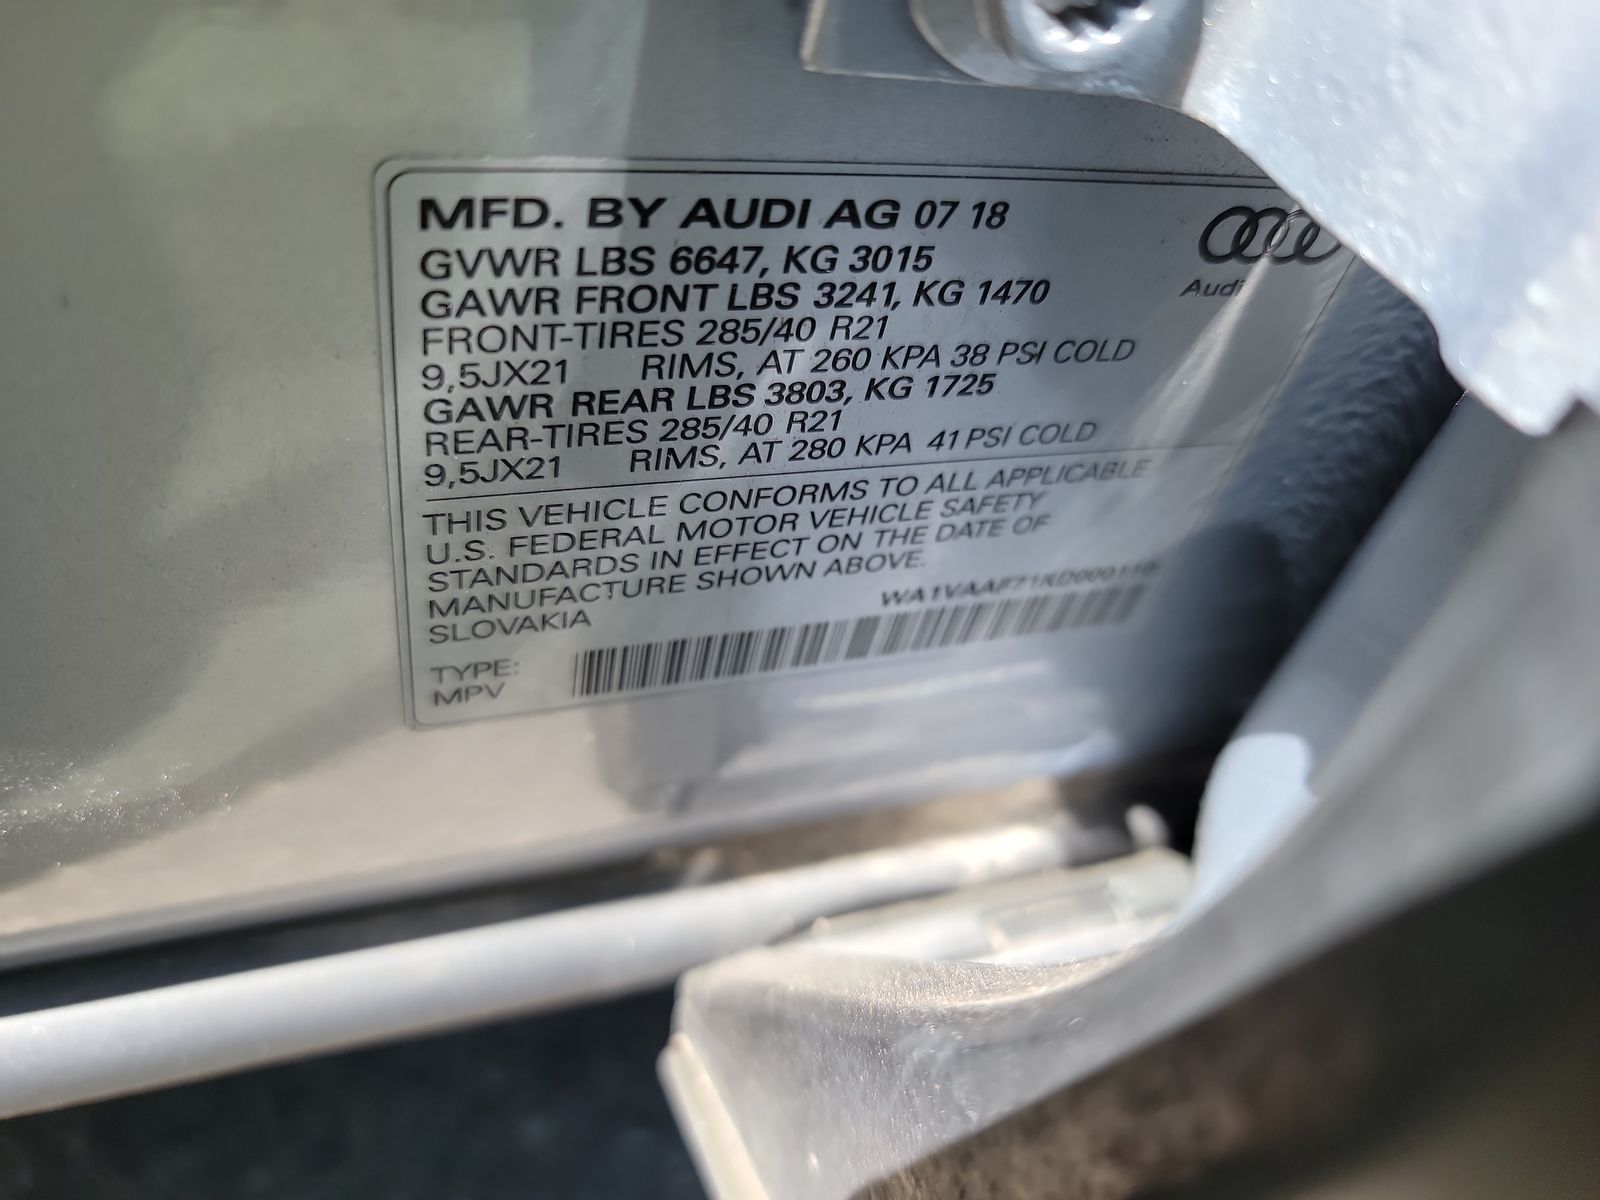 MFD. BY AUDI AG 07 18
GVWR LBS 6647, KG 3015
GAWR FRONT LBS 3241, KG 1470
FRONT-TIRES 285/40 R21
9,5JX21 RIMS, AT 260 KPA 38 PSI COLD
GAWR REAR LBS 3803, KG 1725
REAR-TIRES 285/40 R21
9,5JX21 RIMS, AT 280 KPA 41 PSI COLD
Audi
THIS VEHICLE CONFORMS TO ALL APPLICABLE
U.S. FEDERAL MOTOR VEHICLE SAFETY
STANDARDS IN EFFECT ON THE DATE OF
MANUFACTURE SHOWN ABOVE.
SLOVAKIA
TYPE:
MPV